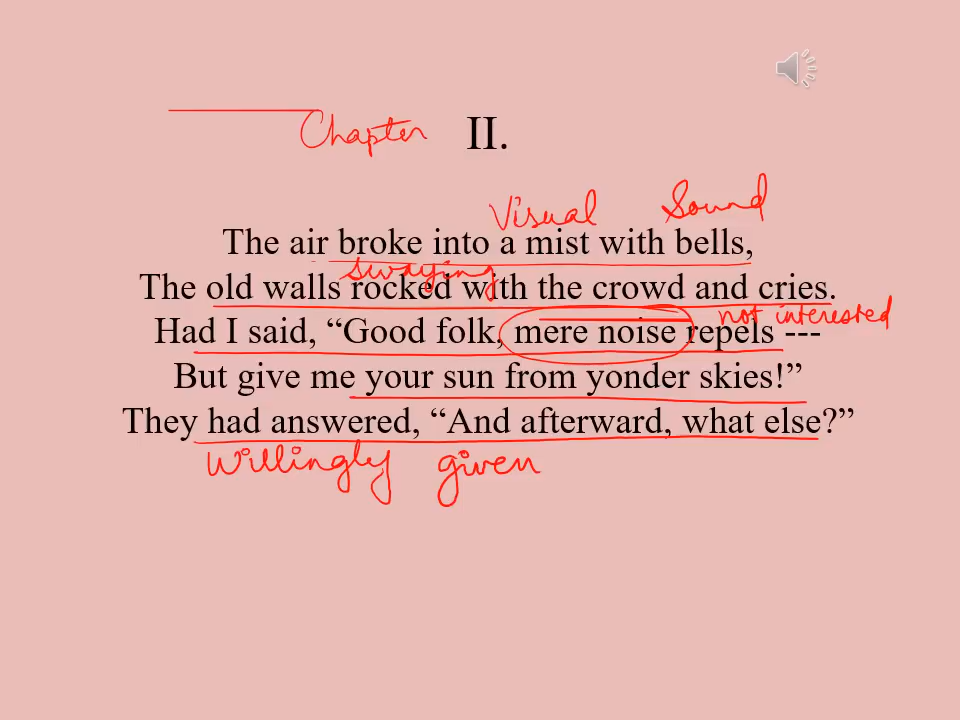 Chapter II.
Visual Sound
The air broke into a mist with bells,
swaying
The old walls rocked with the crowd and cries.
not interested
Had I said, “Good folk, mere noise repels ---
But give me your sun from yonder skies!”
They had answered, “And afterward, what else?”
Willingly given